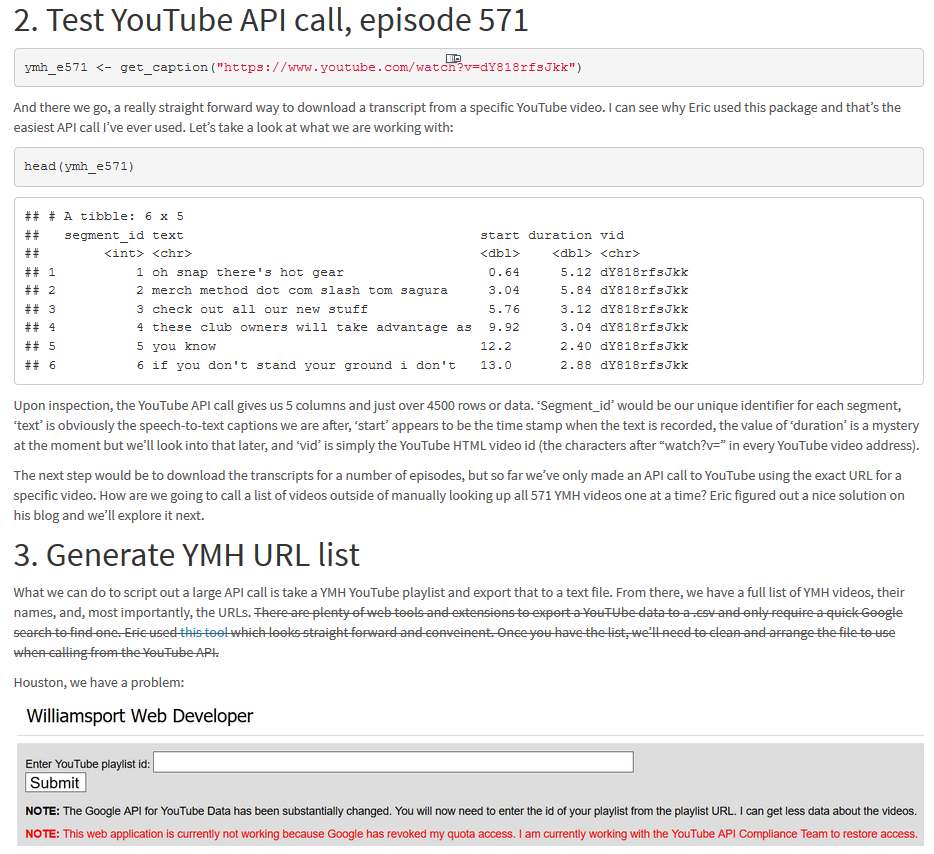 2. Test YouTube API call, episode 571
ymh_e571 <- get_caption("https://www.youtube.com/watch?v=dY818rfsJkk")
And there we go, a really straight forward way to download a transcript from a specific YouTube video. I can see why Eric used this package and that’s the
easiest API call I’ve ever used. Let’s take a look at what we are working with:
head(ymh_e571)
## # A tibble: 6 x 5
##   segment_id text                                       start duration vid
##        <int> <chr>                                      <dbl>    <dbl> <chr>
## 1          1 oh snap there's hot gear                    0.64     5.12 dY818rfsJkk
## 2          2 merch method dot com slash tom sagura       3.04     5.84 dY818rfsJkk
## 3          3 check out all our new stuff                 5.76     3.12 dY818rfsJkk
## 4          4 these club owners will take advantage as    9.92     3.04 dY818rfsJkk
## 5          5 you know                                   12.2      2.40 dY818rfsJkk
## 6          6 if you don't stand your ground i don't     13.0      2.88 dY818rfsJkk
Upon inspection, the YouTube API call gives us 5 columns and just over 4500 rows or data. ‘Segment_id’ would be our unique identifier for each segment,
‘text’ is obviously the speech-to-text captions we are after, ‘start’ appears to be the time stamp when the text is recorded, the value of ‘duration’ is a mystery
at the moment but we’ll look into that later, and ‘vid’ is simply the YouTube HTML video id (the characters after “watch?v=” in every YouTube video address).
The next step would be to download the transcripts for a number of episodes, but so far we’ve only made an API call to YouTube using the exact URL for a
specific video. How are we going to call a list of videos outside of manually looking up all 571 YMH videos one at a time? Eric figured out a nice solution on
his blog and we’ll explore it next.
3. Generate YMH URL list
What we can do to script out a large API call is take a YMH YouTube playlist and export that to a text file. From there, we have a full list of YMH videos, their
names, and, most importantly, the URLs. There are plenty of web tools and extensions to export a YouTUbe data to a .csv and only require a quick Google
search to find one. Eric used this tool which looks straight forward and conveinent. Once you have the list, we’ll need to clean and arrange the file to use
when calling from the YouTube API.
Houston, we have a problem:
Williamsport Web Developer
Enter YouTube playlist id:
Submit
NOTE: The Google API for YouTube Data has been substantially changed. You will now need to enter the id of your playlist from the playlist URL. I can get less data about the videos.
NOTE: This web application is currently not working because Google has revoked my quota access. I am currently working with the YouTube API Compliance Team to restore access.